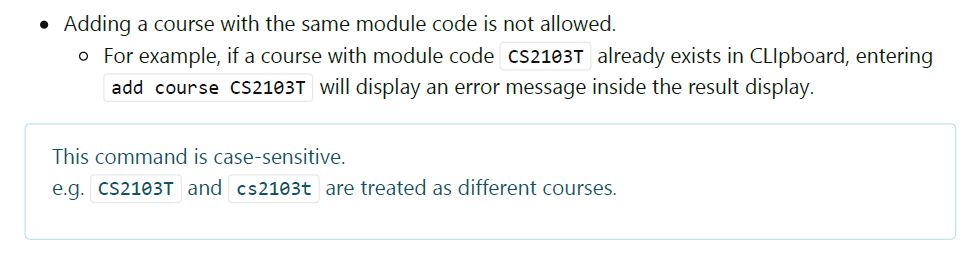 • Adding a course with the same module code is not allowed.
○ For example, if a course with module code CS2103T already exists in CLIpboard, entering
add course CS2103T will display an error message inside the result display.
This command is case-sensitive.
e.g. CS2103T and cs2103t are treated as different courses.